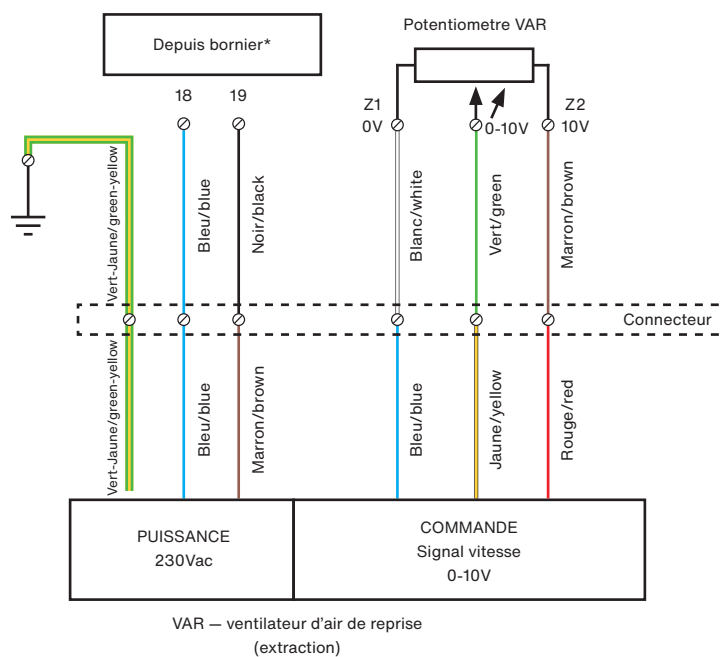 Potentiometre VAR
Depuis bornier*
18
19
Z1
0V
0-10V
Z2
10V
Vert-Jaune/green-yellow
Bleu/blue
Noir/black
Blanc/white
Vert/green
Marron/brown
Connecteur
Vert-Jaune/green-yellow
Bleu/blue
Marron/brown
Bleu/blue
Jaune/yellow
Rouge/red
PUISSANCE
230Vac
COMMANDE
Signal vitesse
0-10V
VAR — ventilateur d'air de reprise
(extraction)